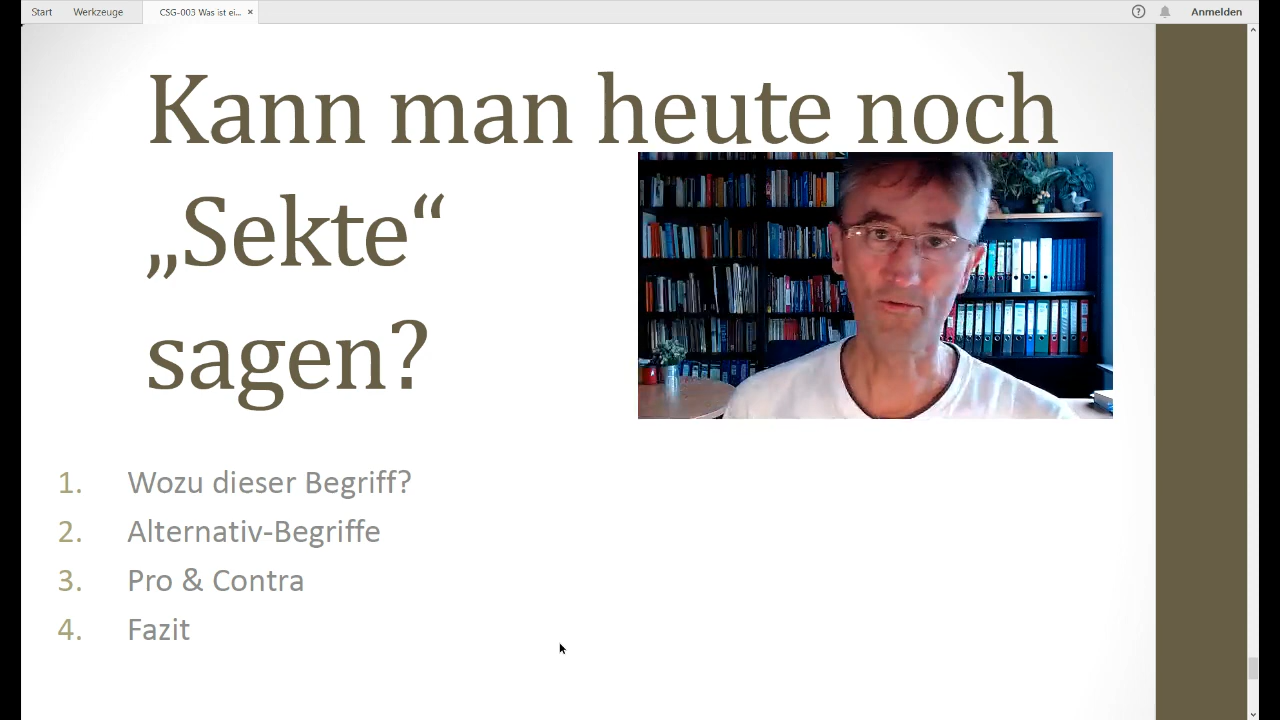 Start Werkzeuge CSG-003 Was ist ei... × Anmelden
Kann man heute noch
„Sekte“
sagen?
1. Wozu dieser Begriff?
2. Alternativ-Begriffe
3. Pro & Contra
4. Fazit